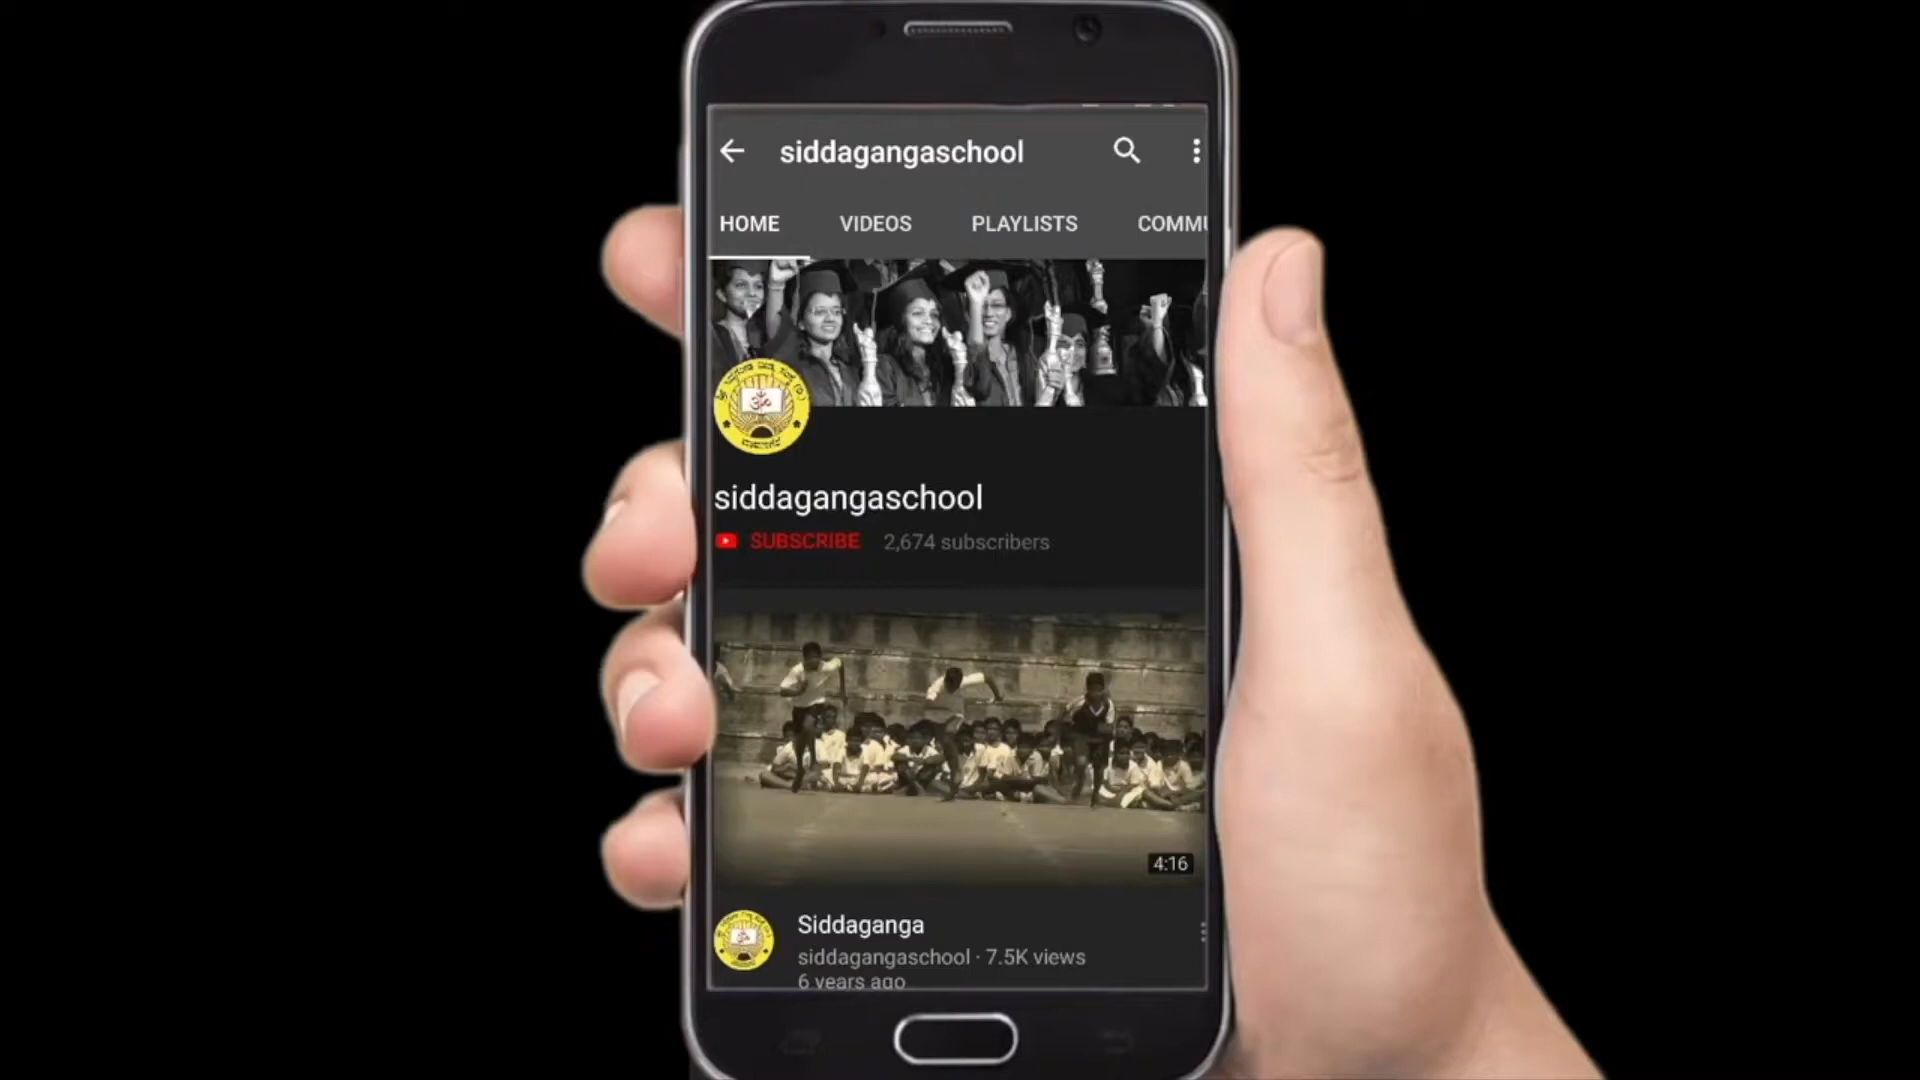 siddagangaschool
HOME VIDEOS PLAYLISTS COMMU
siddagangaschool
SUBSCRIBE 2,674 subscribers
4:16
Siddaganga
siddagangaschool · 7.5K views
6 years ago